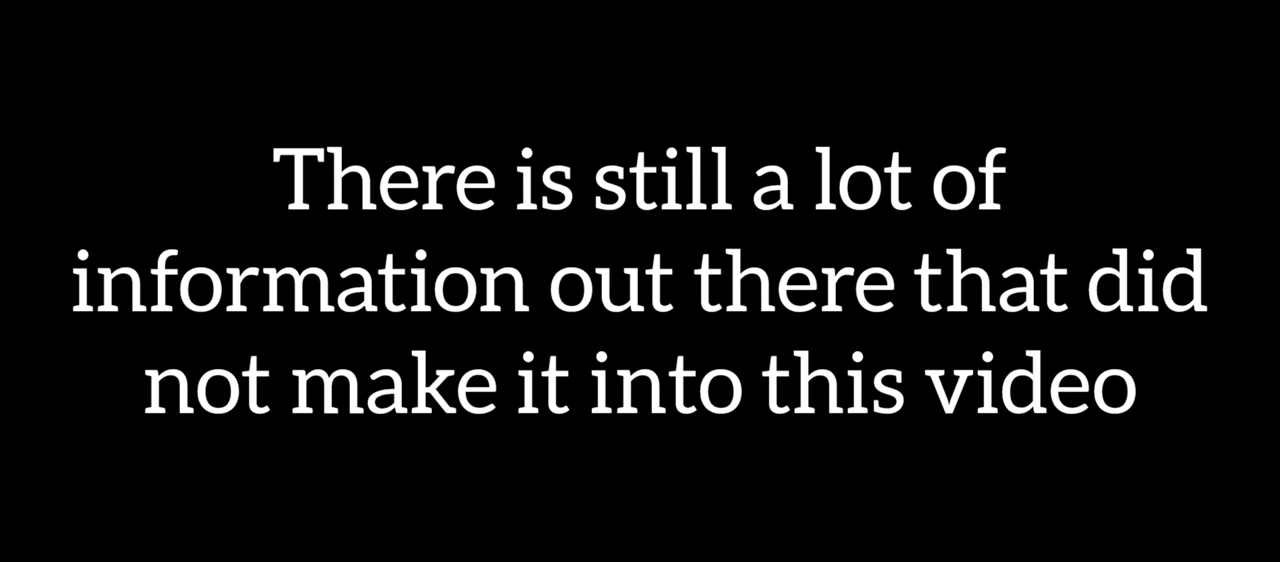 There is still a lot of
information out there that did
not make it into this video